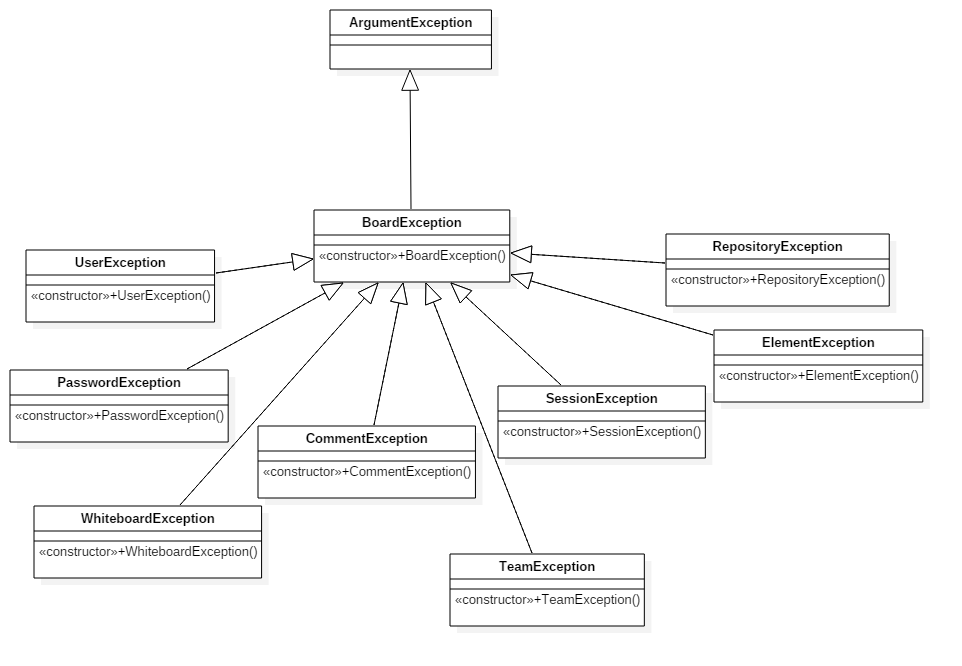 ArgumentException
BoardException
«constructor»+BoardException()
RepositoryException
«constructor»+RepositoryException()
UserException
«constructor»+UserException()
ElementException
«constructor»+ElementException()
PasswordException
«constructor»+PasswordException()
SessionException
«constructor»+SessionException()
CommentException
«constructor»+CommentException()
WhiteboardException
«constructor»+WhiteboardException()
TeamException
«constructor»+TeamException()